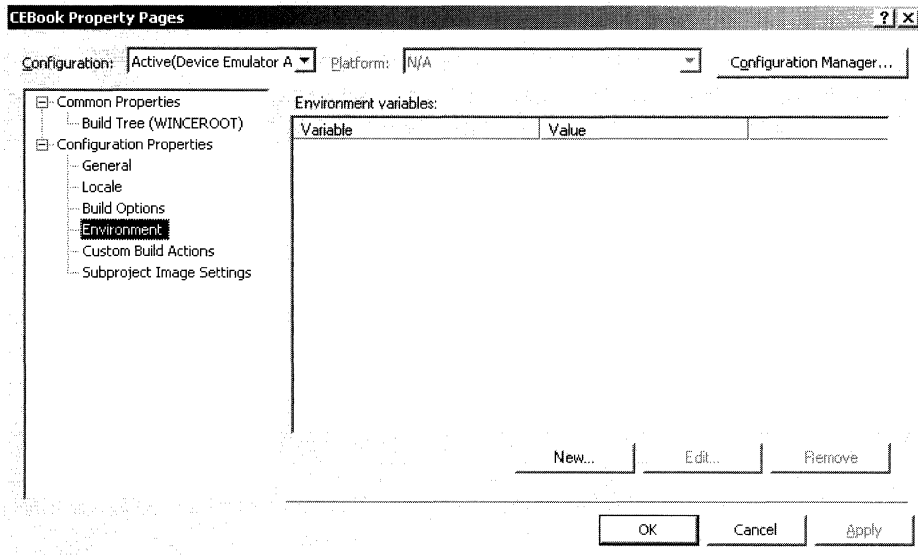 CEBook Property Pages
? x
Configuration: Active(Device Emulator A Platform: N/A Configuration Manager...
Common Properties
Build Tree (WINCEROOT)
Configuration Properties
General
Locale
Build Options
Environment
Custom Build Actions
Subproject Image Settings
Environment variables:
Variable Value
New... Edit... Remove
OK Cancel Apply